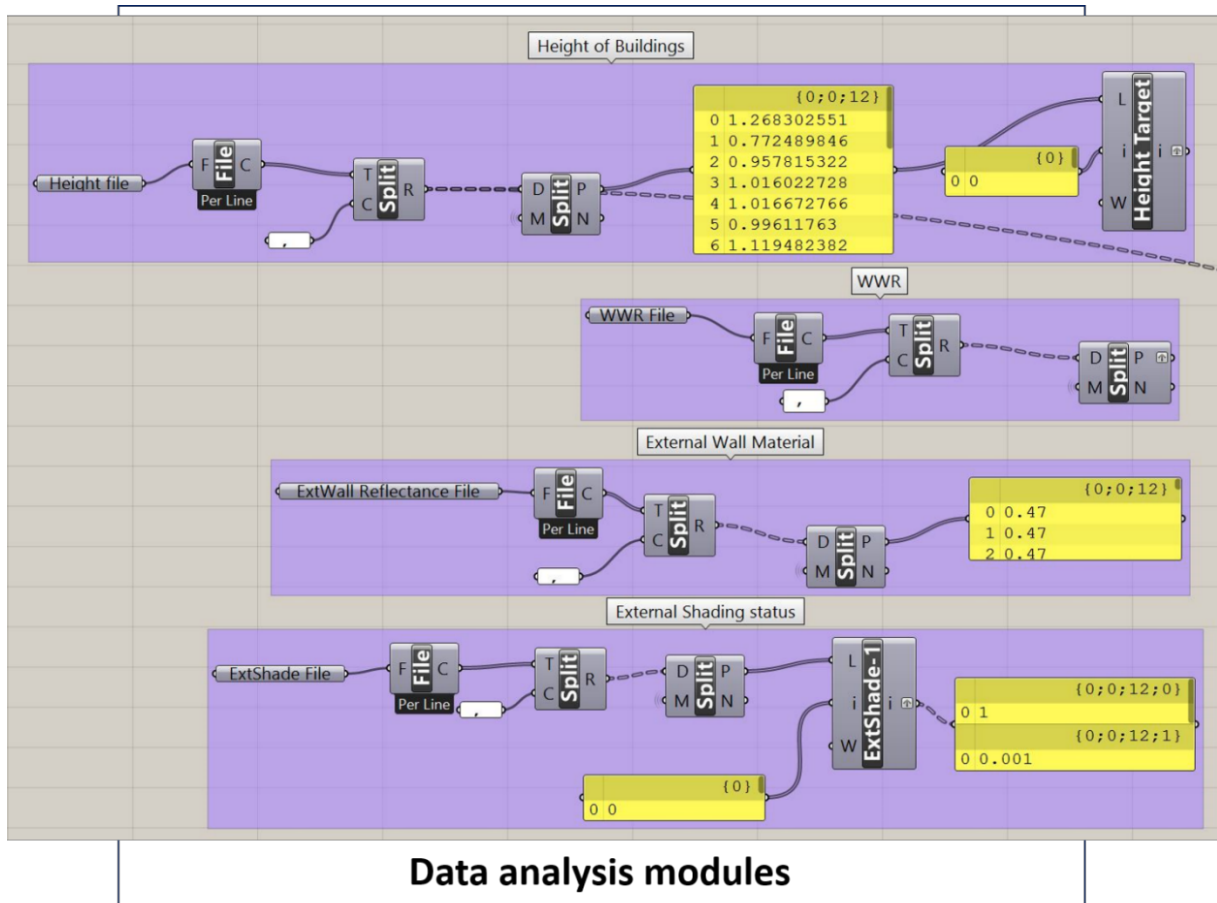 Height of Buildings
Height file
F File C
Per Line
T Split R
C
,
D Split P
M N
{0;0;12}
0 1.268302551
1 0.772489846
2 0.957815322
3 1.016022728
4 1.016672766
5 0.99611763
6 1.119482382
{0}
0 0
L
i Height Target i
W
WWR
WWR File
F File C
Per Line
T Split R
C
,
D Split P
M N
External Wall Material
ExtWall Reflectance File
F File C
Per Line
T Split R
C
,
D Split P
M N
{0;0;12}
0 0.47
1 0.47
2 0.47
External Shading status
ExtShade File
F File C
Per Line
T Split R
C
,
D Split P
M N
{0}
0 0
L
i ExtShade-1 i
W
{0;0;12;0}
0 1
{0;0;12;1}
0 0.001
Data analysis modules